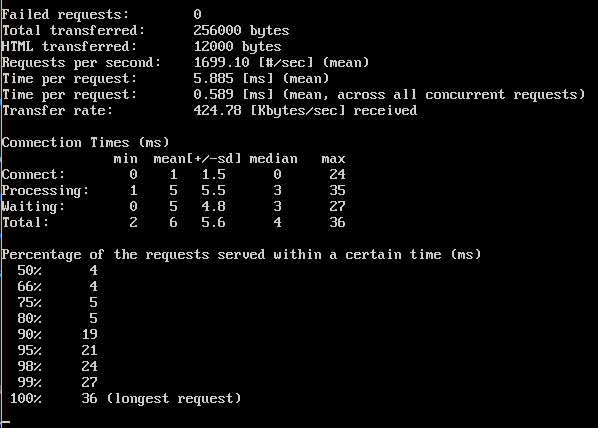 Failed requests:        0
Total transferred:      256000 bytes
HTML transferred:       12000 bytes
Requests per second:    1699.10 [#/sec] (mean)
Time per request:       5.885 [ms] (mean)
Time per request:       0.589 [ms] (mean, across all concurrent requests)
Transfer rate:          424.78 [Kbytes/sec] received

Connection Times (ms)
              min  mean[+/-sd] median   max
Connect:        0    1   1.5      0      24
Processing:     1    5   5.5      3      35
Waiting:        0    5   4.8      3      27
Total:          2    6   5.6      4      36

Percentage of the requests served within a certain time (ms)
  50%      4
  66%      4
  75%      5
  80%      5
  90%     19
  95%     21
  98%     24
  99%     27
 100%     36 (longest request)